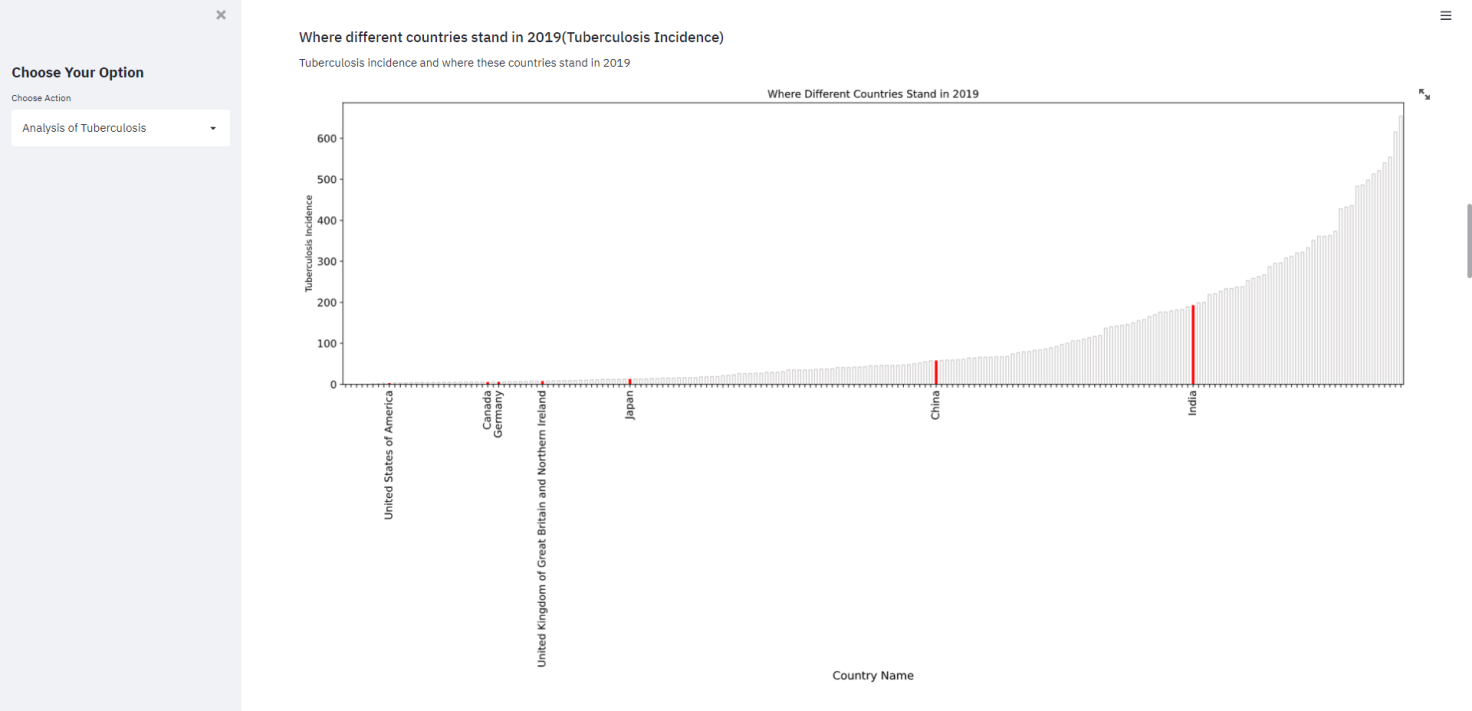 Choose Your Option
Choose Action
Analysis of Tuberculosis
Where different countries stand in 2019(Tuberculosis Incidence)
Tuberculosis incidence and where these countries stand in 2019
Where Different Countries Stand in 2019
Tuberculosis Incidence
600
500
400
300
200
100
0
United States of America
Canada
Germany
United Kingdom of Great Britain and Northern Ireland
Japan
China
India
Country Name